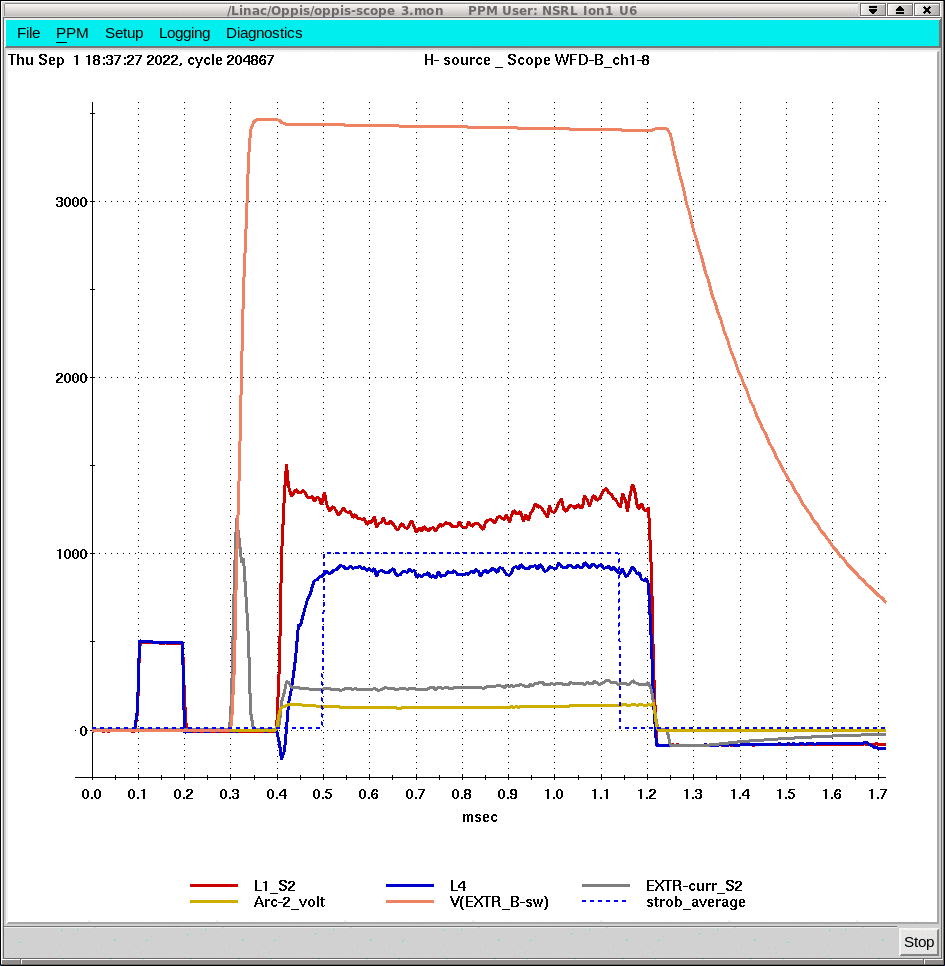 /Linac/Oppis/oppis-scope_3.mon PPM User: NSRL_Ion1_U6
File PPM Setup Logging Diagnostics
Thu Sep 1 18:37:27 2022, cycle 204867 H- source _ Scope WFD-B_ch1-8
3000
2000
1000
0
0.0 0.1 0.2 0.3 0.4 0.5 0.6 0.7 0.8 0.9 1.0 1.1 1.2 1.3 1.4 1.5 1.6 1.7
msec
L1_S2 L4 EXTR-curr_S2
Arc-2_volt V(EXTR_B-sw) strob_average
Stop